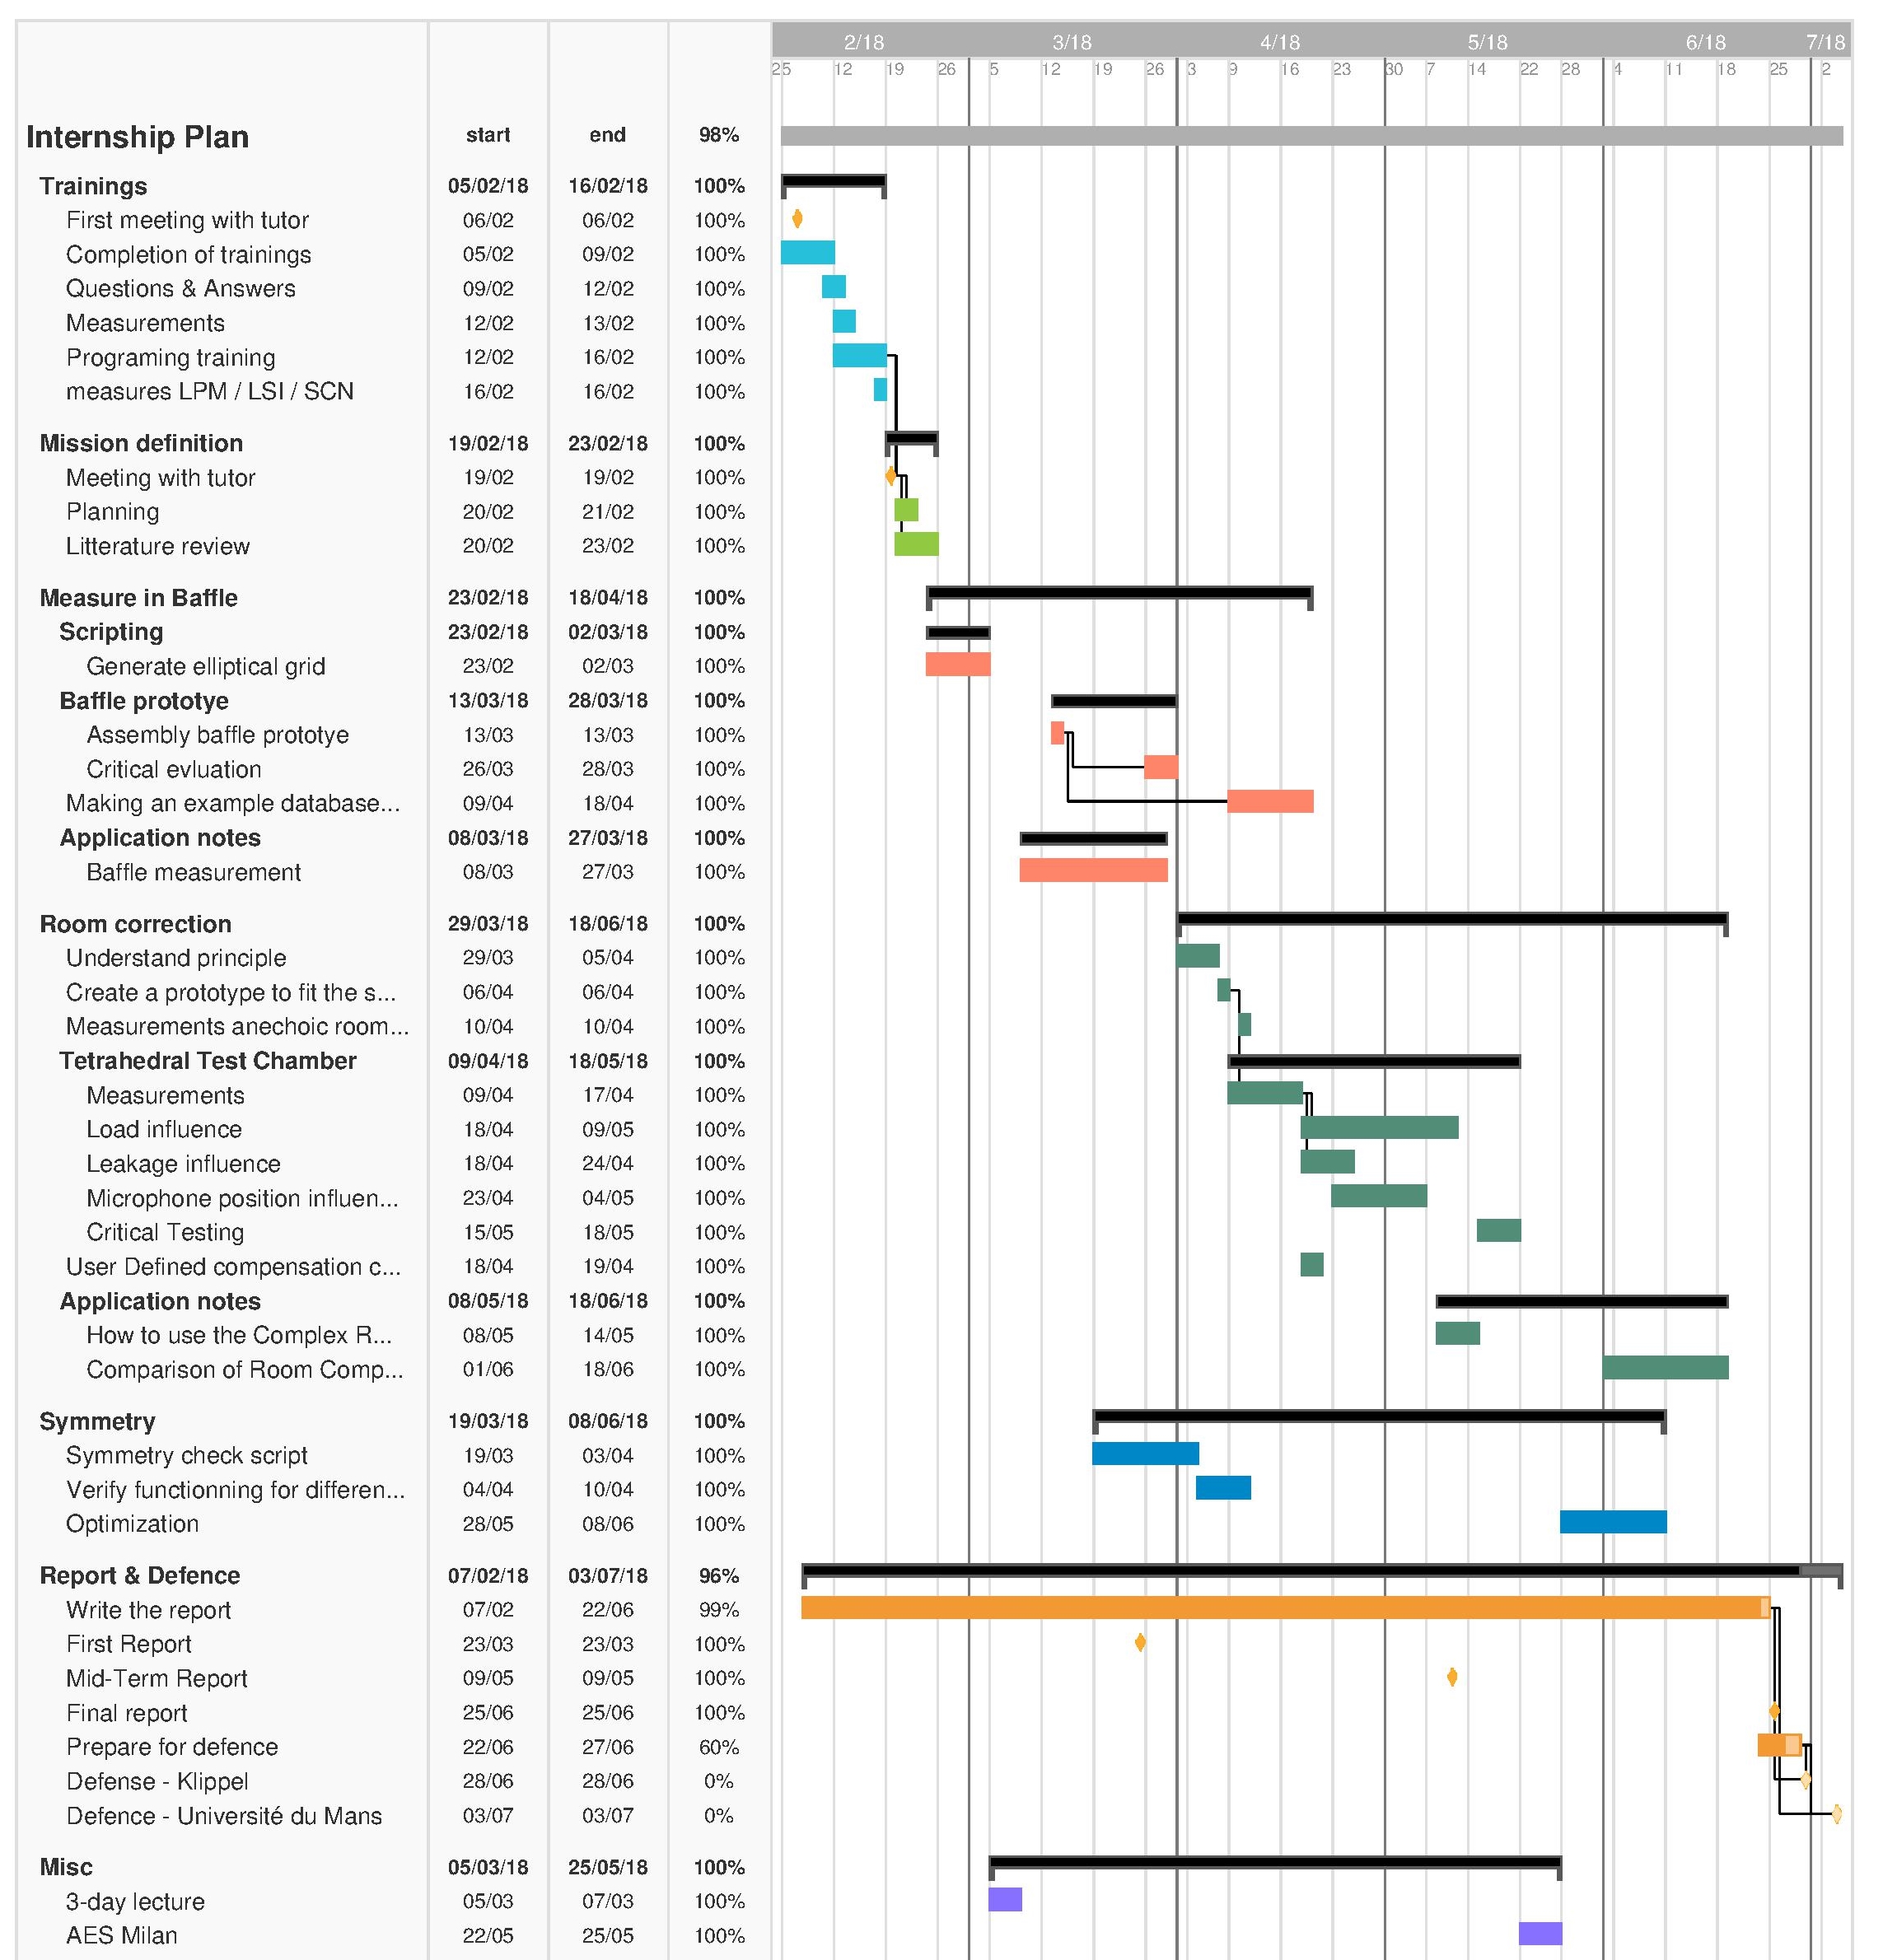 2/18 3/18 4/18 5/18 6/18 7/18
25 12 19 26 5 12 19 26 3 9 16 23 30 7 14 22 28 4 11 18 25 2
Internship Plan start end 98%
Trainings 05/02/18 16/02/18 100%
First meeting with tutor 06/02 06/02 100%
Completion of trainings 05/02 09/02 100%
Questions & Answers 09/02 12/02 100%
Measurements 12/02 13/02 100%
Programing training 12/02 16/02 100%
measures LPM / LSI / SCN 16/02 16/02 100%
Mission definition 19/02/18 23/02/18 100%
Meeting with tutor 19/02 19/02 100%
Planning 20/02 21/02 100%
Litterature review 20/02 23/02 100%
Measure in Baffle 23/02/18 18/04/18 100%
Scripting 23/02/18 02/03/18 100%
Generate elliptical grid 23/02 02/03 100%
Baffle prototye 13/03/18 28/03/18 100%
Assembly baffle prototye 13/03 13/03 100%
Critical evluation 26/03 28/03 100%
Making an example database... 09/04 18/04 100%
Application notes 08/03/18 27/03/18 100%
Baffle measurement 08/03 27/03 100%
Room correction 29/03/18 18/06/18 100%
Understand principle 29/03 05/04 100%
Create a prototype to fit the s... 06/04 06/04 100%
Measurements anechoic room... 10/04 10/04 100%
Tetrahedral Test Chamber 09/04/18 18/05/18 100%
Measurements 09/04 17/04 100%
Load influence 18/04 09/05 100%
Leakage influence 18/04 24/04 100%
Microphone position influen... 23/04 04/05 100%
Critical Testing 15/05 18/05 100%
User Defined compensation c... 18/04 19/04 100%
Application notes 08/05/18 18/06/18 100%
How to use the Complex R... 08/05 14/05 100%
Comparison of Room Comp... 01/06 18/06 100%
Symmetry 19/03/18 08/06/18 100%
Symmetry check script 19/03 03/04 100%
Verify functionning for differen... 04/04 10/04 100%
Optimization 28/05 08/06 100%
Report & Defence 07/02/18 03/07/18 96%
Write the report 07/02 22/06 99%
First Report 23/03 23/03 100%
Mid-Term Report 09/05 09/05 100%
Final report 25/06 25/06 100%
Prepare for defence 22/06 27/06 60%
Defense - Klippel 28/06 28/06 0%
Defence - Université du Mans 03/07 03/07 0%
Misc 05/03/18 25/05/18 100%
3-day lecture 05/03 07/03 100%
AES Milan 22/05 25/05 100%